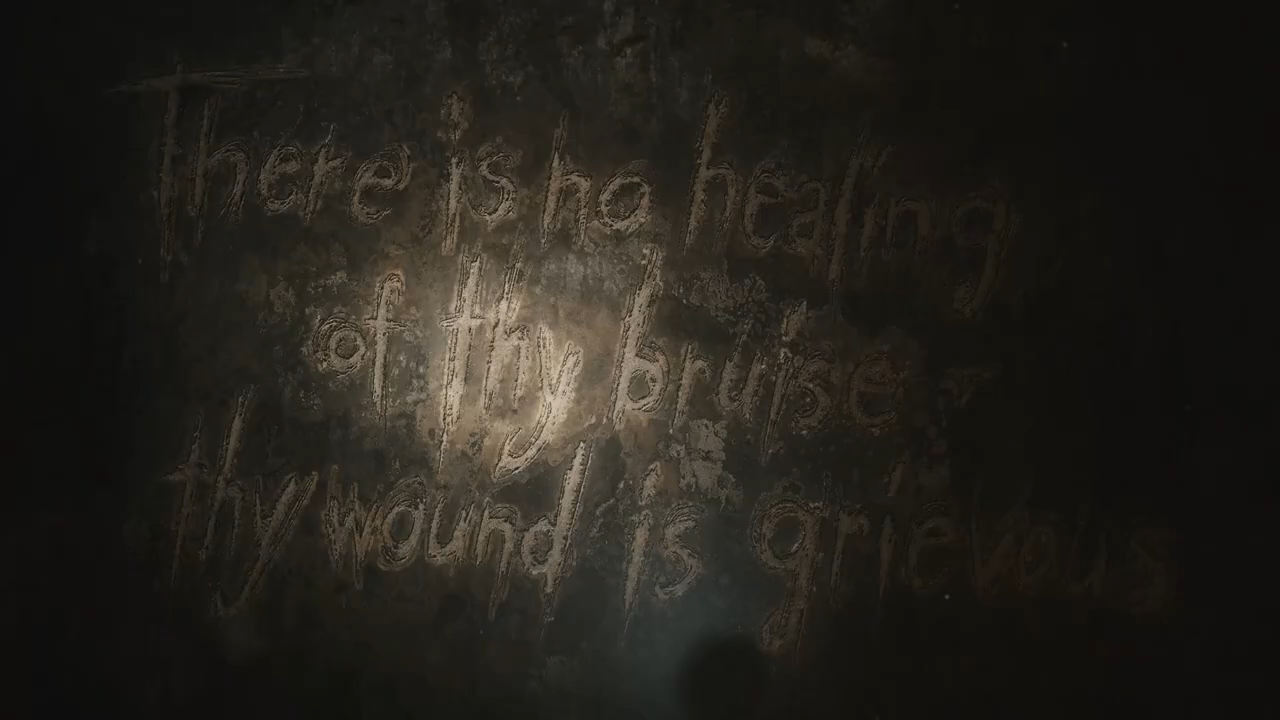 There is no healing
of thy bruise -
thy wound is grievous